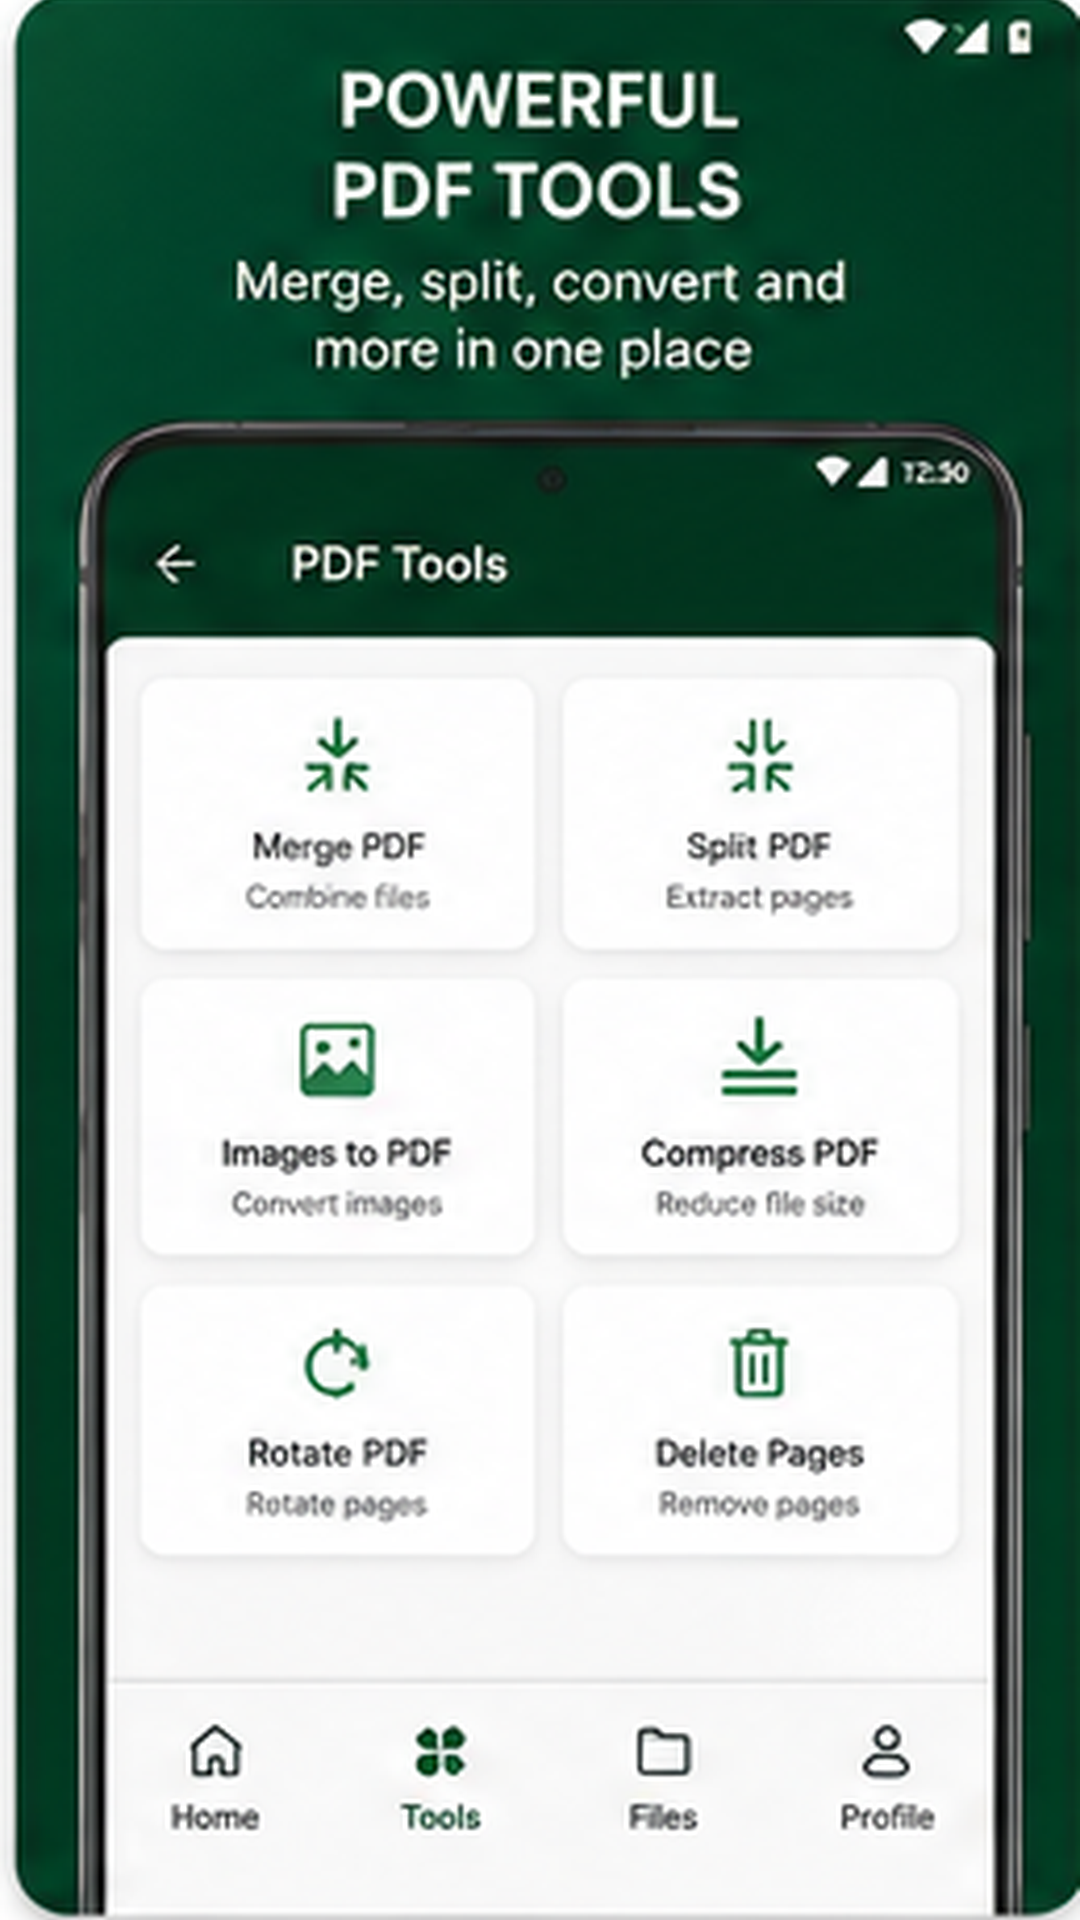 POWERFUL
PDF TOOLS
Merge, split, convert and
more in one place
12:30
PDF Tools
Merge PDF
Combine files
Split PDF
Extract pages
Images to PDF
Convert images
Compress PDF
Reduce file size
Rotate PDF
Rotate pages
Delete Pages
Remove pages
Home
Tools
Files
Profile